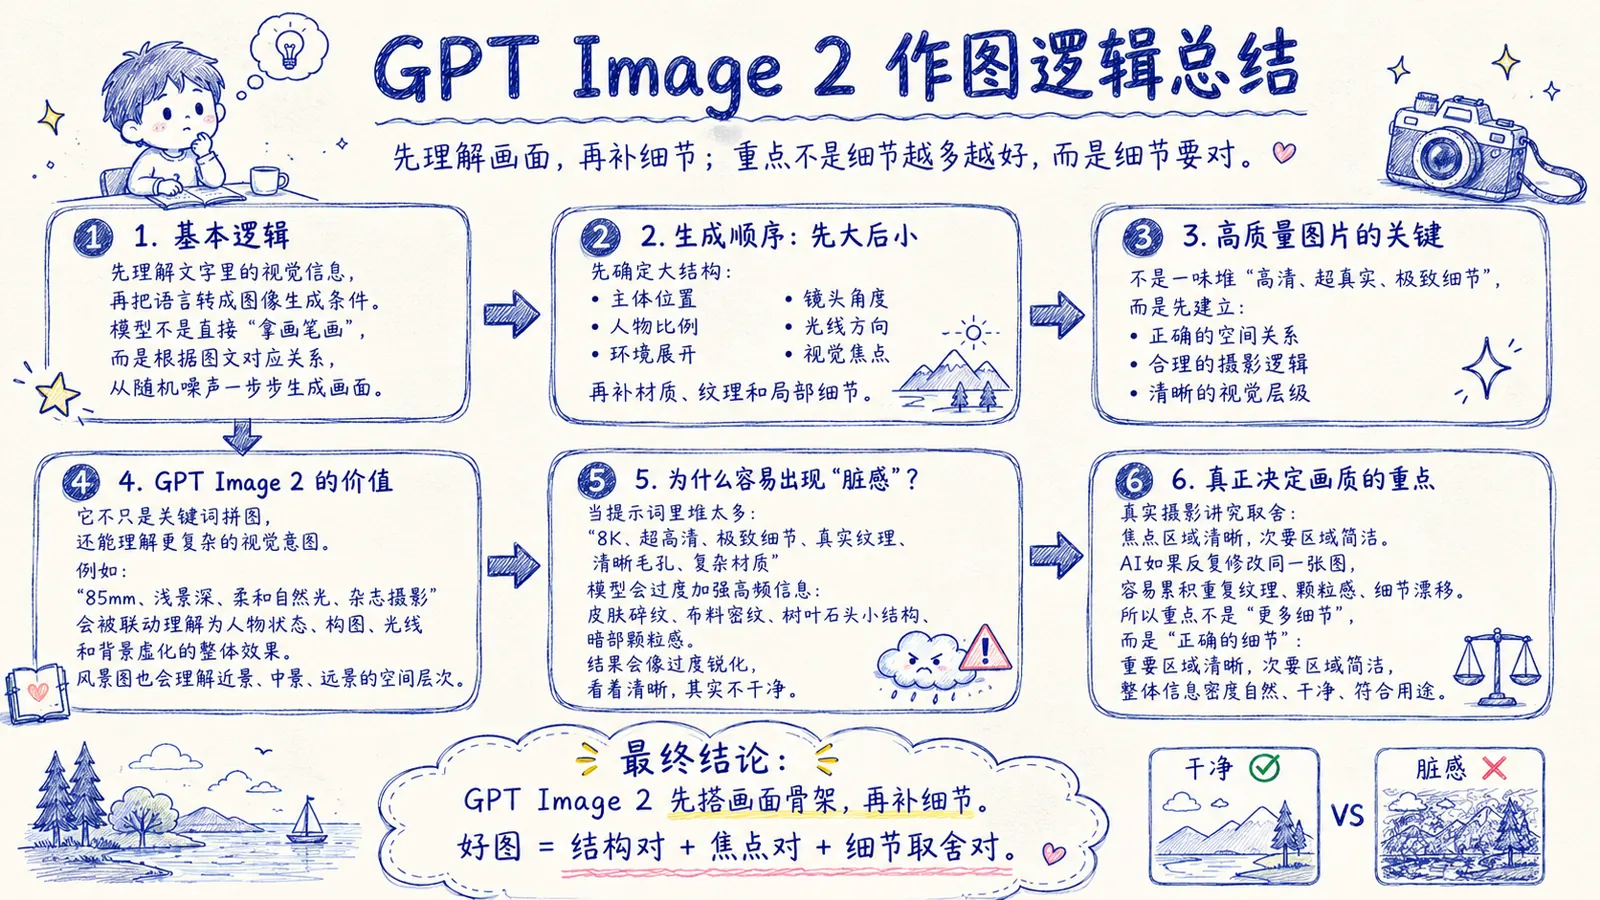 GPT Image 2 作图逻辑总结
先理解画面，再补细节；重点不是细节越多越好，而是细节要对。
1 1. 基本逻辑
先理解文字里的视觉信息，
再把语言转成图像生成条件。
模型不是直接“拿画笔画”，
而是根据图文对应关系，
从随机噪声一步步生成画面。
2 2. 生成顺序：先大后小
先确定大结构：
• 主体位置 • 镜头角度
• 人物比例 • 光线方向
• 环境展开 • 视觉焦点
再补材质、纹理和局部细节。
3 3. 高质量图片的关键
不是一味堆“高清、超真实、极致细节”，
而是先建立：
• 正确的空间关系
• 合理的摄影逻辑
• 清晰的视觉层级
4 4. GPT Image 2 的价值
它不只是关键词拼图，
还能理解更复杂的视觉意图。
例如：
“85mm、浅景深、柔和自然光、杂志摄影”
会被联动理解为人物状态、构图、光线
和背景虚化的整体效果。
风景图也会理解近景、中景、远景的空间层次。
5 5. 为什么容易出现“脏感”？
当提示词里堆太多：
“8K、超高清、极致细节、真实纹理、
清晰毛孔、复杂材质”
模型会过度加强高频信息：
皮肤碎纹、布料密纹、树叶石头小结构、
暗部颗粒感。
结果会像过度锐化，
看着清晰，其实不干净。
6 6. 真正决定画质的重点
真实摄影讲究取舍：
焦点区域清晰，次要区域简洁。
AI如果反复修改同一张图，
容易累积重复纹理、颗粒感、细节漂移。
所以重点不是“更多细节”，
而是“正确的细节”：
重要区域清晰，次要区域简洁，
整体信息密度自然、干净、符合用途。
最终结论：
GPT Image 2 先搭画面骨架，再补细节。
好图 = 结构对 + 焦点对 + 细节取舍对。
干净 VS 脏感